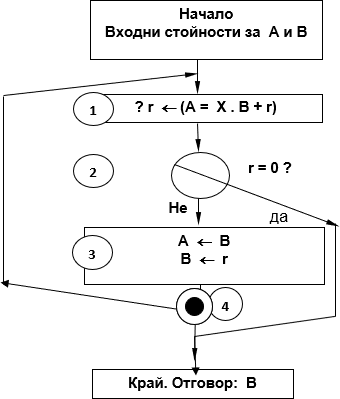 Начало
Входни стойности за А и В
1
? r ← (A = X . B + r)
2
r = 0 ?
Не
да
3
A ← B
B ← r
4
Край. Отговор: В